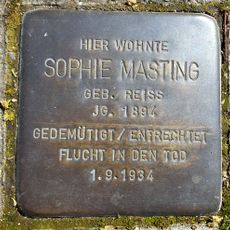 HIER WOHNTE
SOPHIE MASTING
GEB. REISS
JG. 1894
GEDEMÜTIGT / ENTRECHTET
FLUCHT IN DEN TOD
1.9.1934